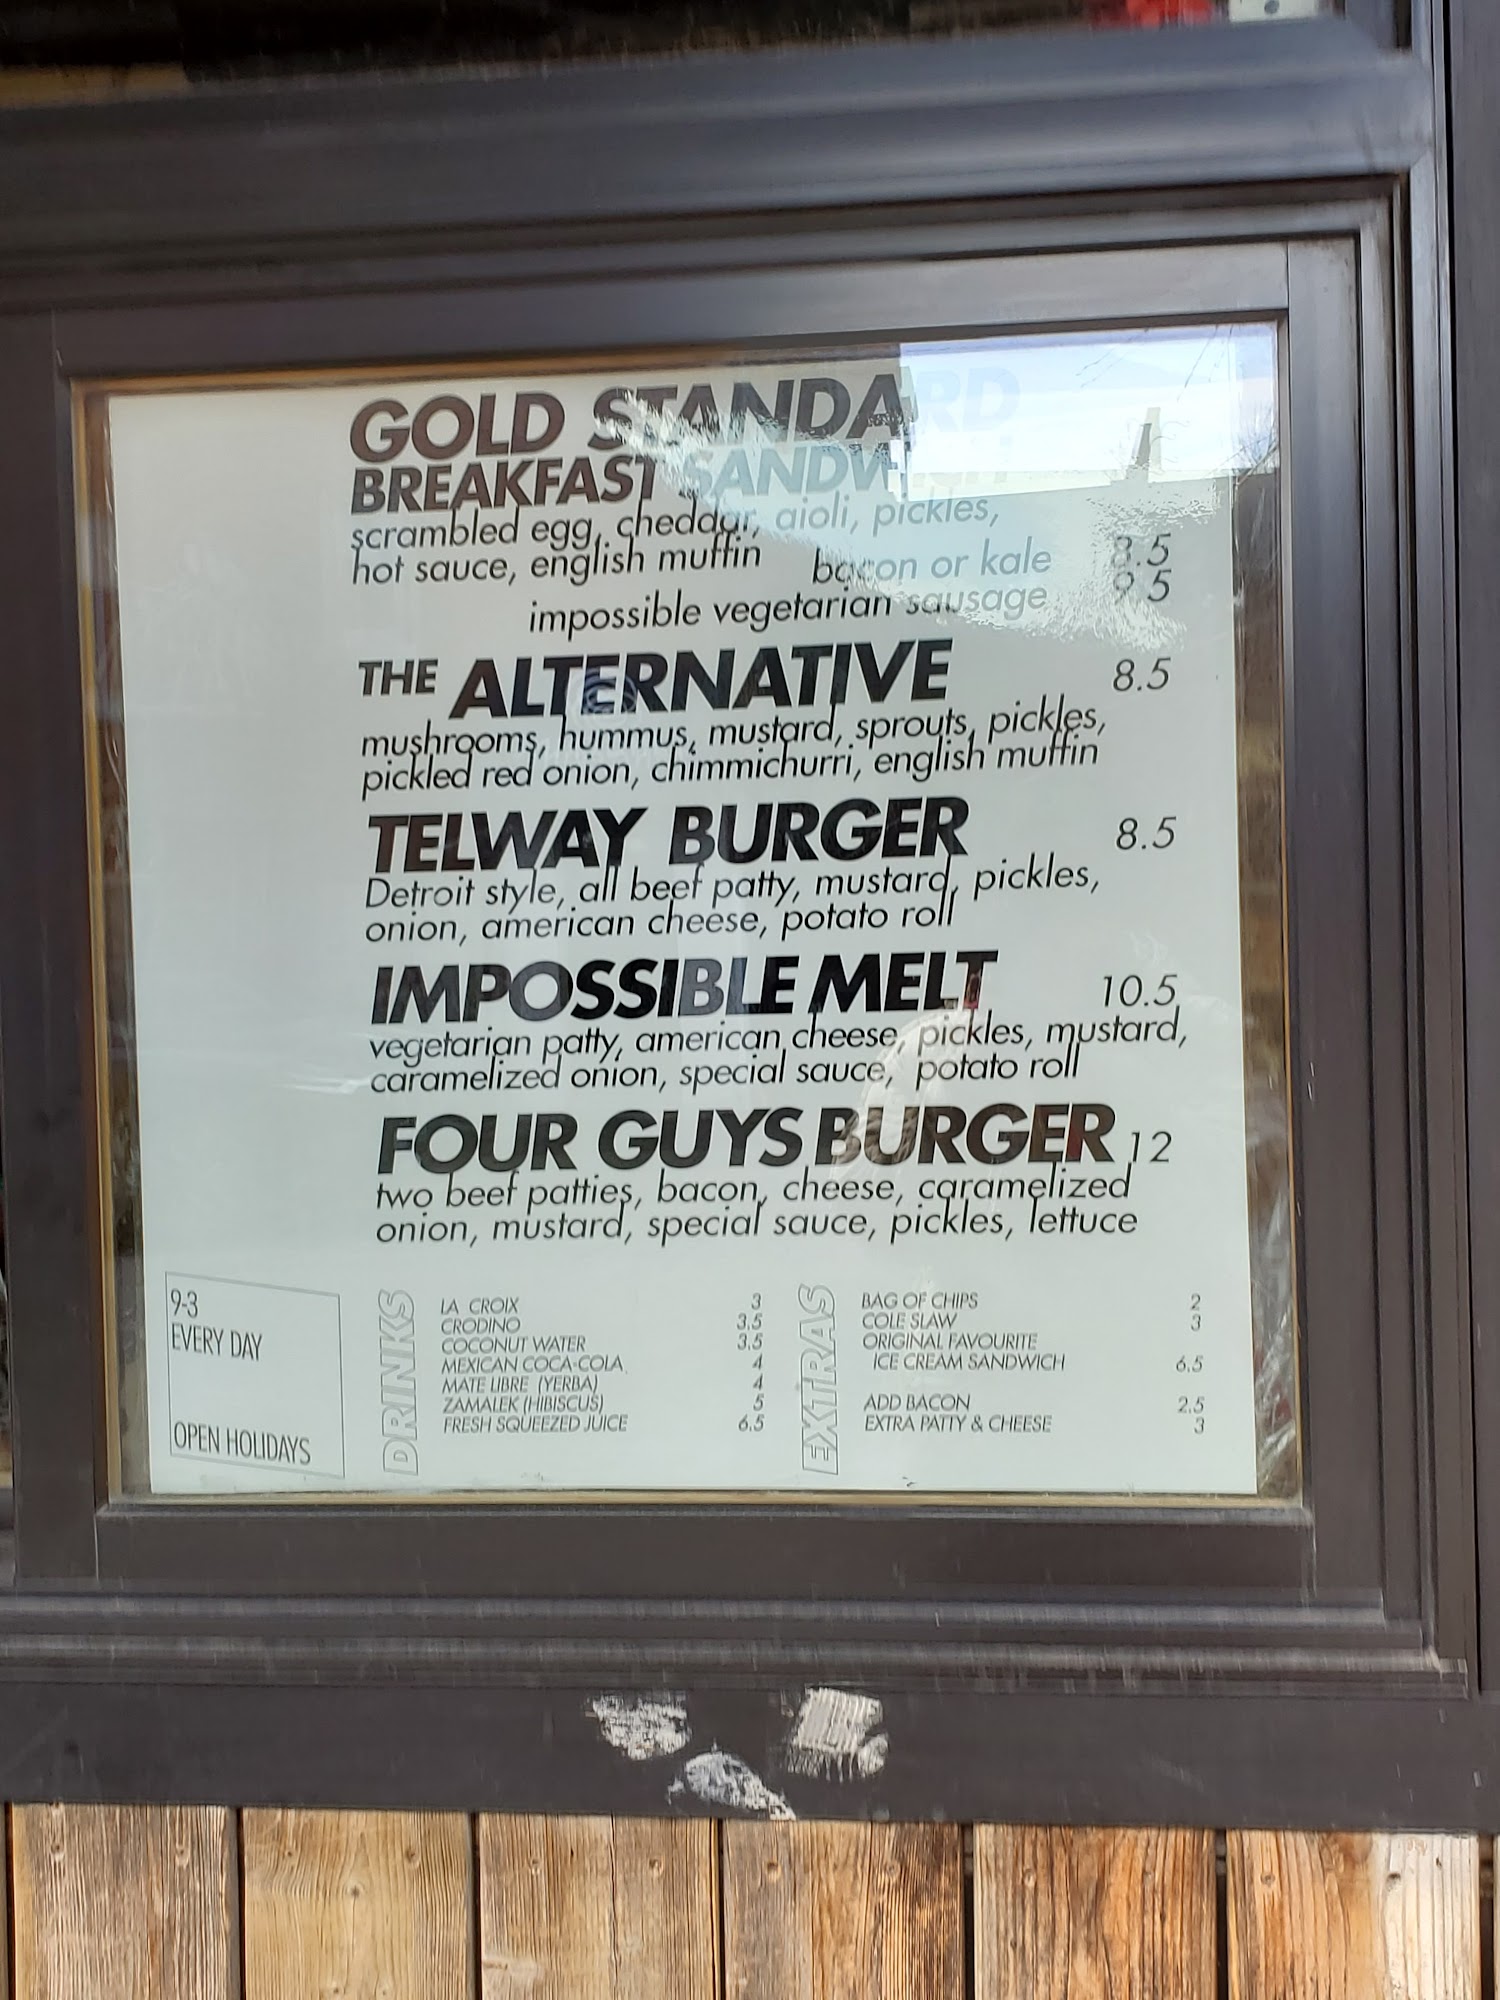 GOLD STANDARD
BREAKFAST SANDWICH
scrambled egg, cheddar, aioli, pickles,
hot sauce, english muffin bacon or kale 8.5
impossible vegetarian sausage 9.5
THE ALTERNATIVE 8.5
mushrooms, hummus, mustard, sprouts, pickles,
pickled red onion, chimmichurri, english muffin
TELWAY BURGER 8.5
Detroit style, all beef patty, mustard, pickles,
onion, american cheese, potato roll
IMPOSSIBLE MELT 10.5
vegetarian patty, american cheese, pickles, mustard,
caramelized onion, special sauce, potato roll
FOUR GUYS BURGER 12
two beef patties, bacon, cheese, caramelized
onion, mustard, special sauce, pickles, lettuce
9-3
EVERY DAY
OPEN HOLIDAYS
DRINKS
LA CROIX 3
CRODINO 3.5
COCONUT WATER 3.5
MEXICAN COCA-COLA 4
MATE LIBRE (YERBA) 4
ZAMALEK (HIBISCUS) 5
FRESH SQUEEZED JUICE 6.5
EXTRAS
BAG OF CHIPS 2
COLE SLAW 3
ORIGINAL FAVOURITE
ICE CREAM SANDWICH 6.5
ADD BACON 2.5
EXTRA PATTY & CHEESE 3